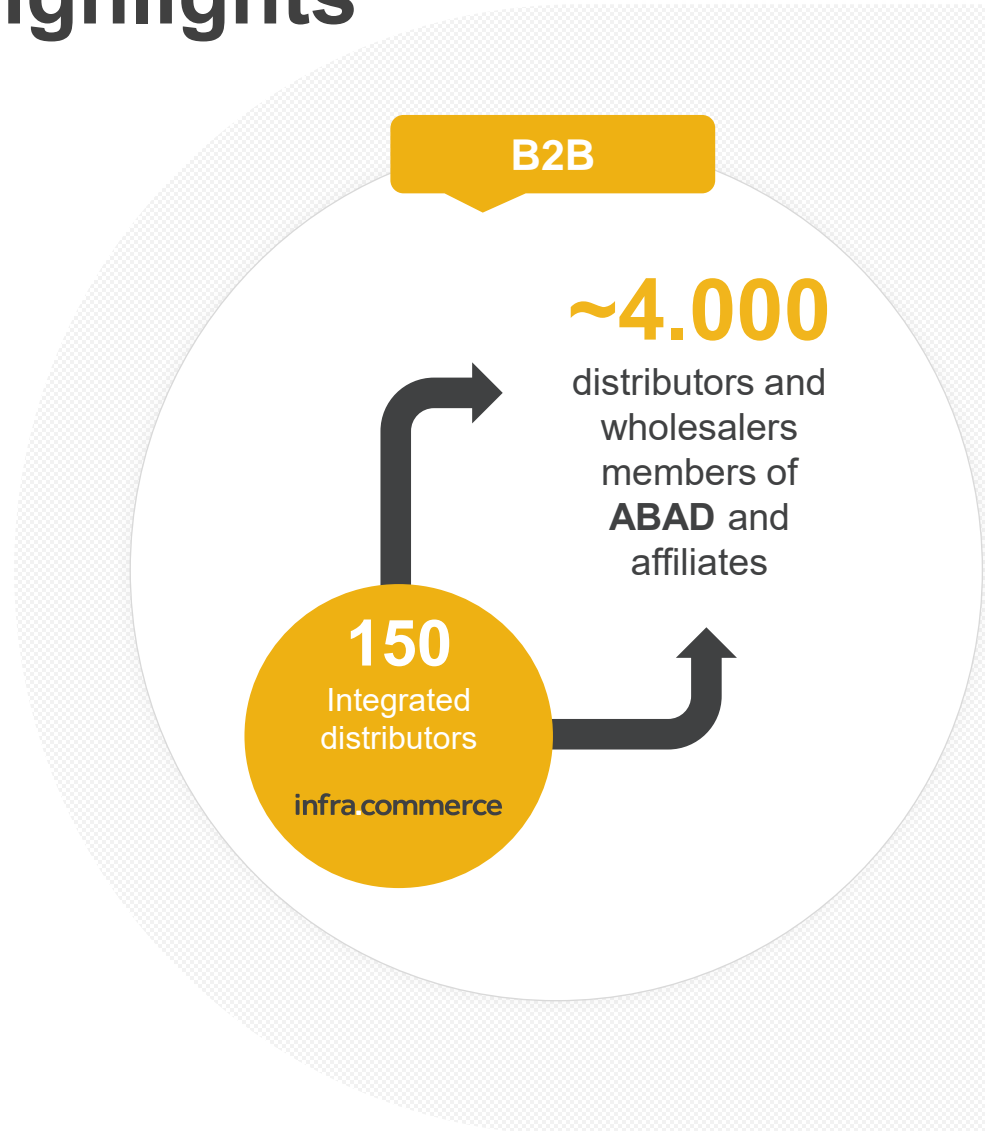 ighlights
B2B
~4.000
distributors and
wholesalers
members of
ABAD and
affiliates
150
Integrated
distributors
infra.commerce